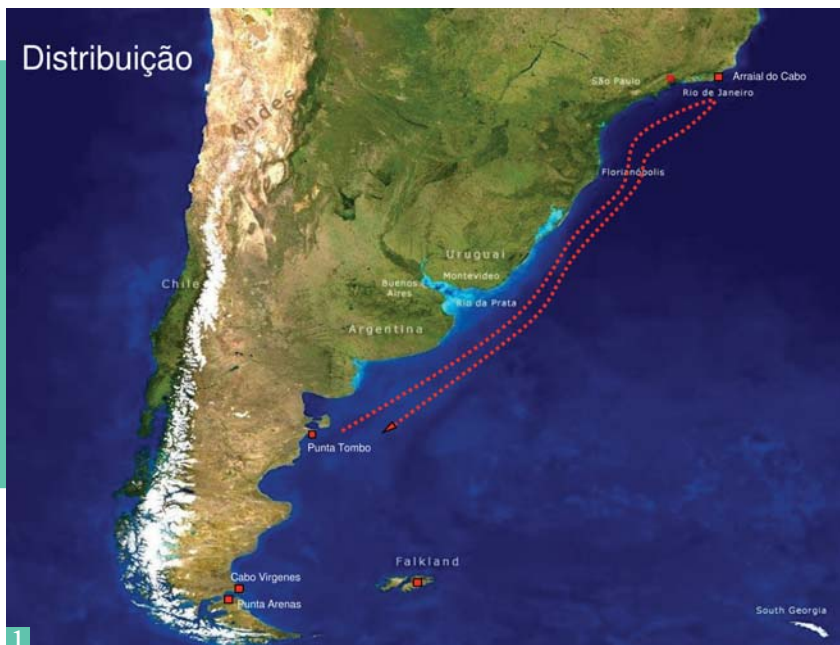 Distribuição
São Paulo
Arraial do Cabo
Rio de Janeiro
Andes
Florianópolis
Uruguai
Chile
Buenos
Aires
Montevideo
Rio da Prata
Argentina
Punta Tombo
Falkland
Cabo Virgenes
Punta Arenas
South Georgia
1